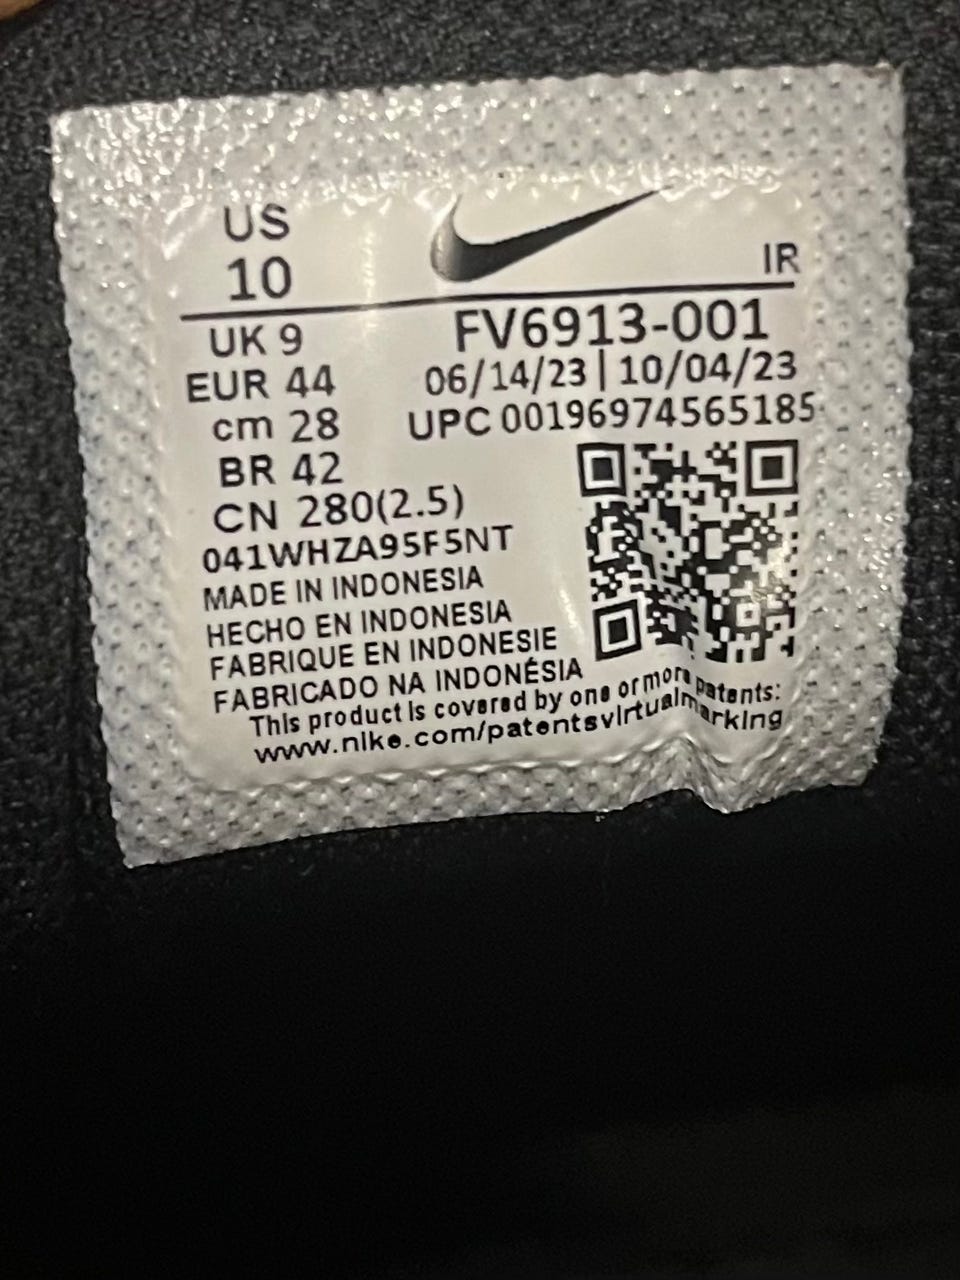 US
10
IR
UK 9
EUR 44
cm 28
BR 42
CN 280(2.5)
FV6913-001
06/14/23 | 10/04/23
UPC 00196974565185
041WHZA95F5NT
MADE IN INDONESIA
HECHO EN INDONESIA
FABRIQUE EN INDONESIE
FABRICADO NA INDONÉSIA
This product is covered by one or more patents:
www.nike.com/patentsvirtualmarking